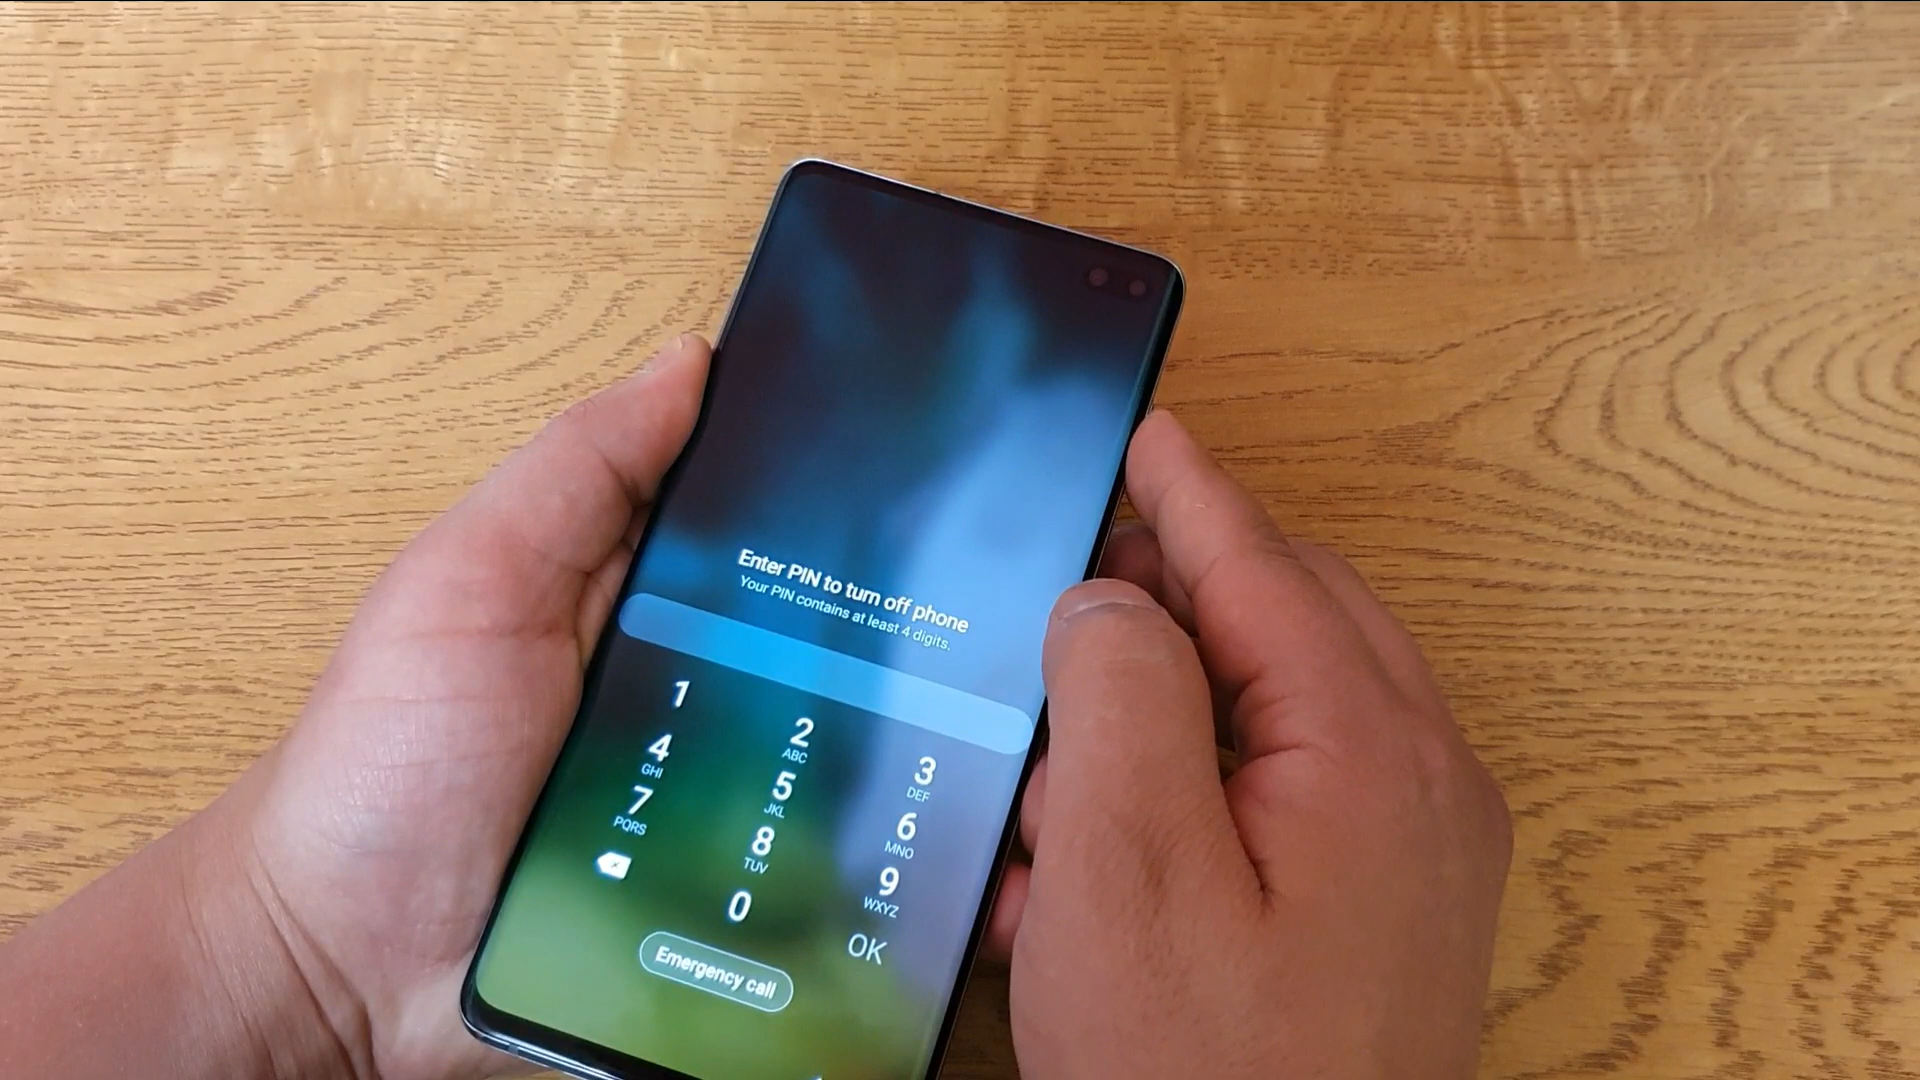 Enter PIN to turn off phone
Your PIN contains at least 4 digits.
1
2 ABC
3 DEF
4 GHI
5 JKL
6 MNO
7 PQRS
8 TUV
9 WXYZ
0
OK
Emergency call